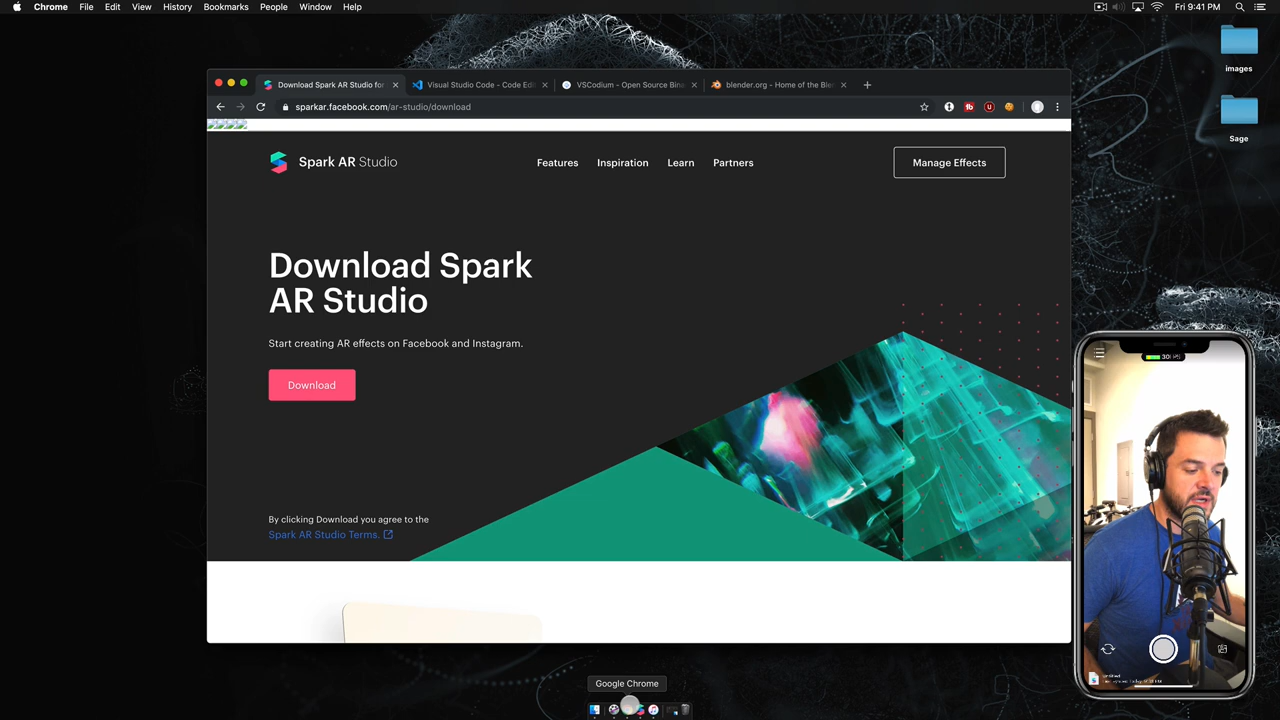 Chrome File Edit View History Bookmarks People Window Help
Fri 9:41 PM
images
Sage
Download Spark AR Studio for
Visual Studio Code - Code Edi
VSCodium - Open Source Bina
blender.org - Home of the Blen
sparkar.facebook.com/ar-studio/download
Spark AR Studio
Features Inspiration Learn Partners
Manage Effects
Download Spark
AR Studio
Start creating AR effects on Facebook and Instagram.
Download
By clicking Download you agree to the
Spark AR Studio Terms.
Google Chrome
Untitled